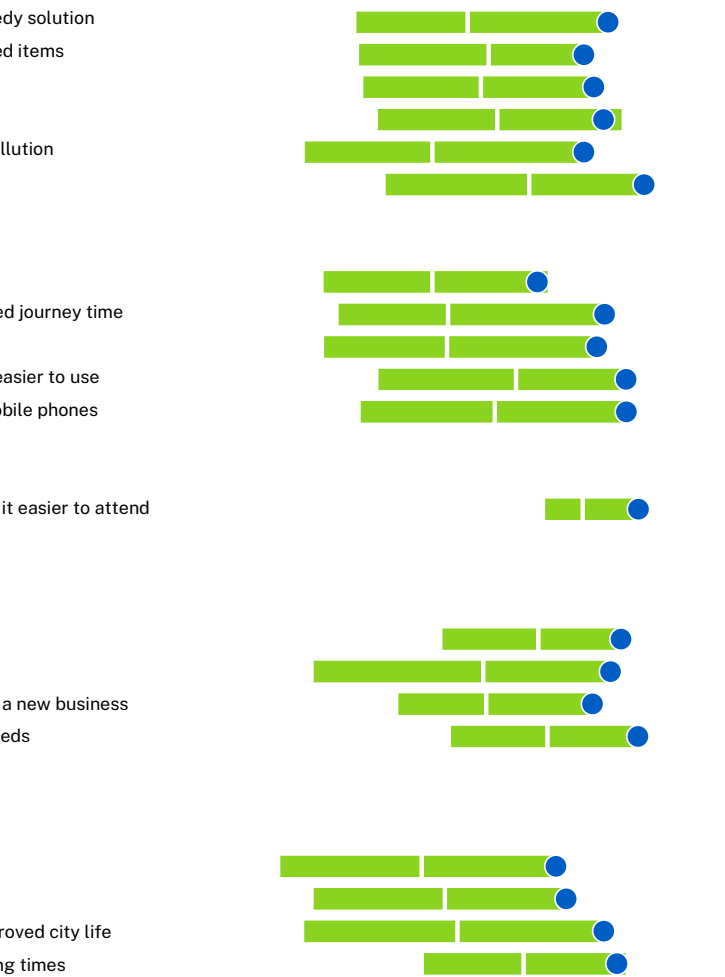 edy solution
ed items
llution
ed journey time
easier to use
obile phones
it easier to attend
a new business
eds
roved city life
ng times